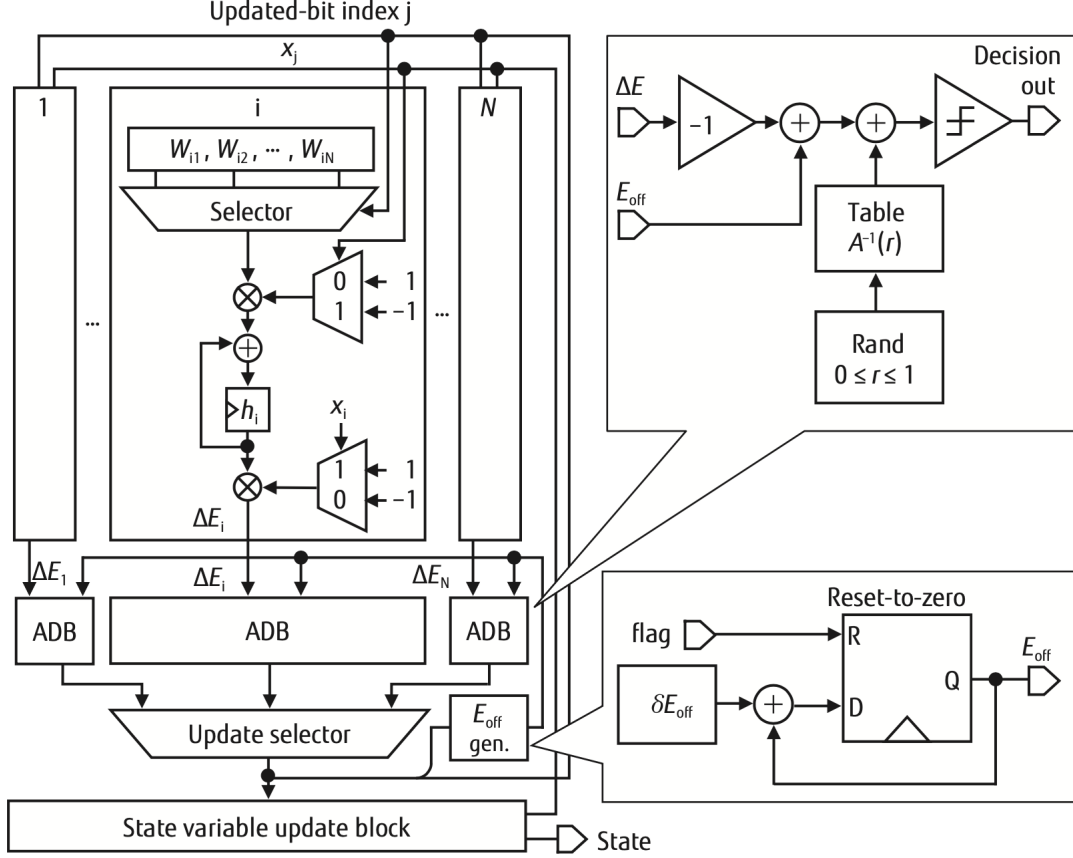 Updated-bit index j
x_j
1
i
N
W_i1, W_i2, ..., W_iN
Selector
0
1
1
−1
...
...
+
h_i
x_i
1
0
1
−1
ΔE_i
ΔE_1
ΔE_i
ΔE_N
ADB
ADB
ADB
Update selector
E_off
gen.
State variable update block
State
ΔE
−1
+
+
Decision
out
E_off
Table
A⁻¹(r)
Rand
0 ≤ r ≤ 1
Reset-to-zero
flag
R
δE_off
+
D
Q
E_off